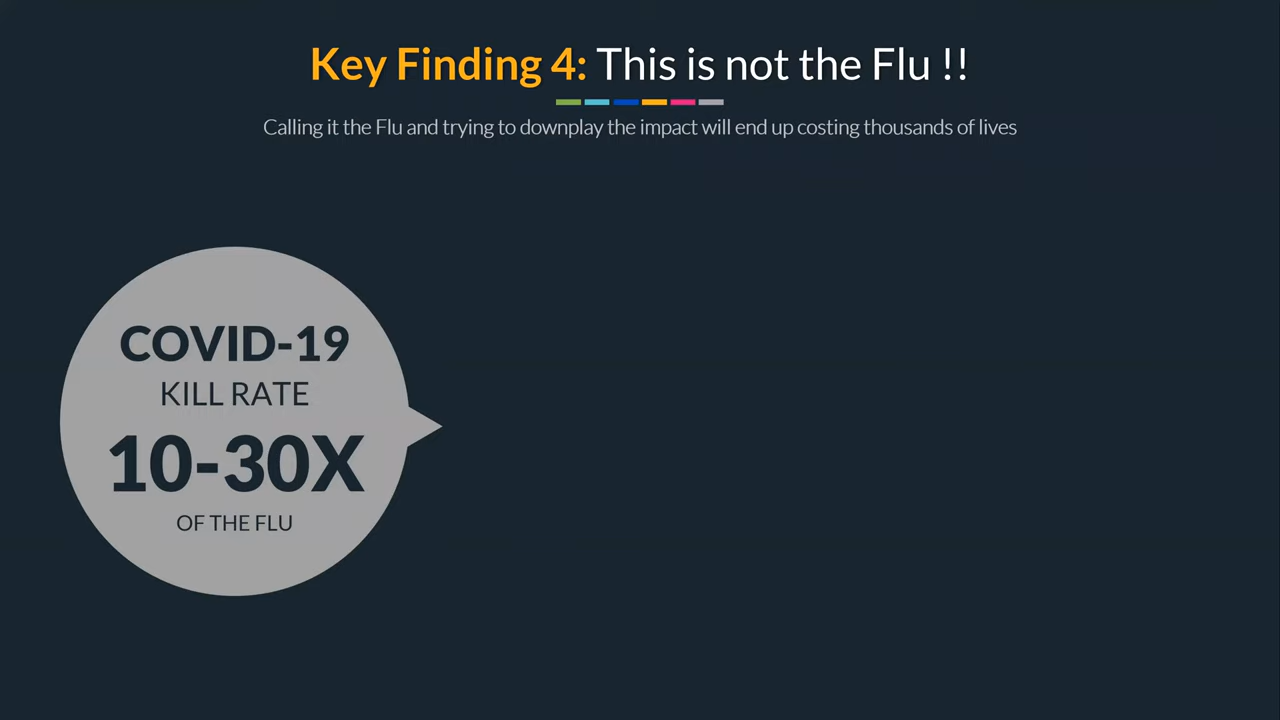 Key Finding 4: This is not the Flu !!
Calling it the Flu and trying to downplay the impact will end up costing thousands of lives
COVID-19
KILL RATE
10-30X
OF THE FLU